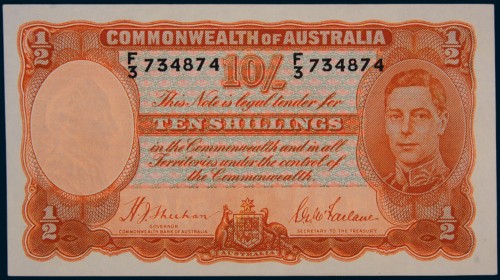 1/2 COMMONWEALTH OF AUSTRALIA 1/2
F/3 734874 10/- F/3 734874
This Note is legal tender for
TEN SHILLINGS
in the Commonwealth and in all
Territories under the control of
the Commonwealth.
H J Sheehan S G McFarlane
GOVERNOR
COMMONWEALTH BANK OF AUSTRALIA
SECRETARY TO THE TREASURY
1/2 AUSTRALIA 1/2